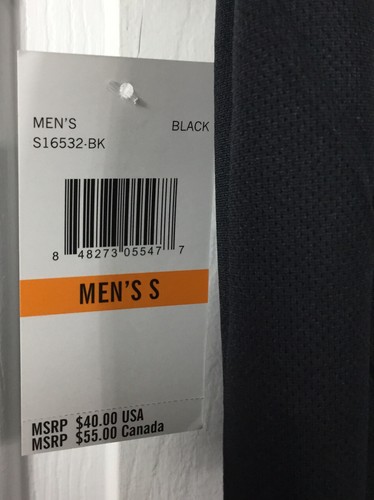 MEN'S BLACK
S16532-BK
8 48273 05547 7
MEN'S S
MSRP $40.00 USA
MSRP $55.00 Canada